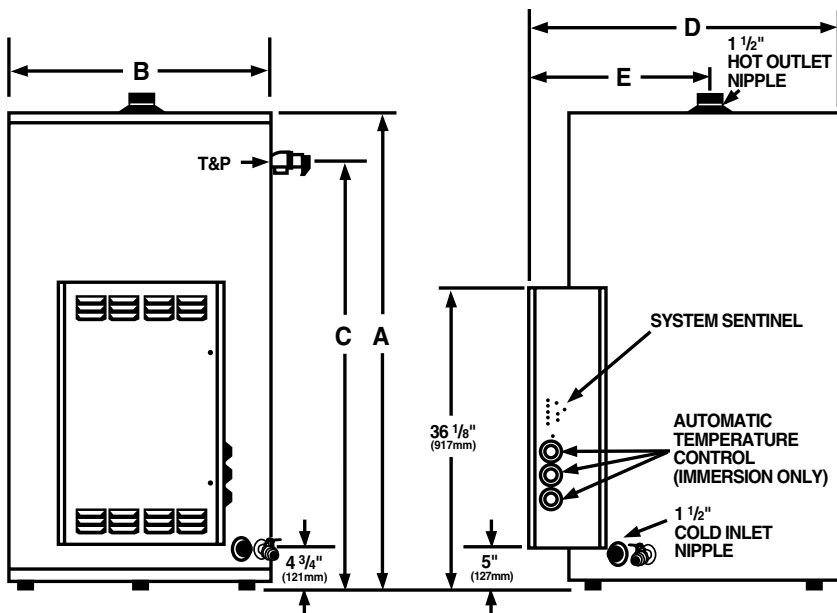 B
T&P
C
A
4 3/4"
(121mm)
D
E
1 1/2"
HOT OUTLET
NIPPLE
36 1/8"
(917mm)
SYSTEM SENTINEL
AUTOMATIC
TEMPERATURE
CONTROL
(IMMERSION ONLY)
1 1/2"
COLD INLET
NIPPLE
5"
(127mm)